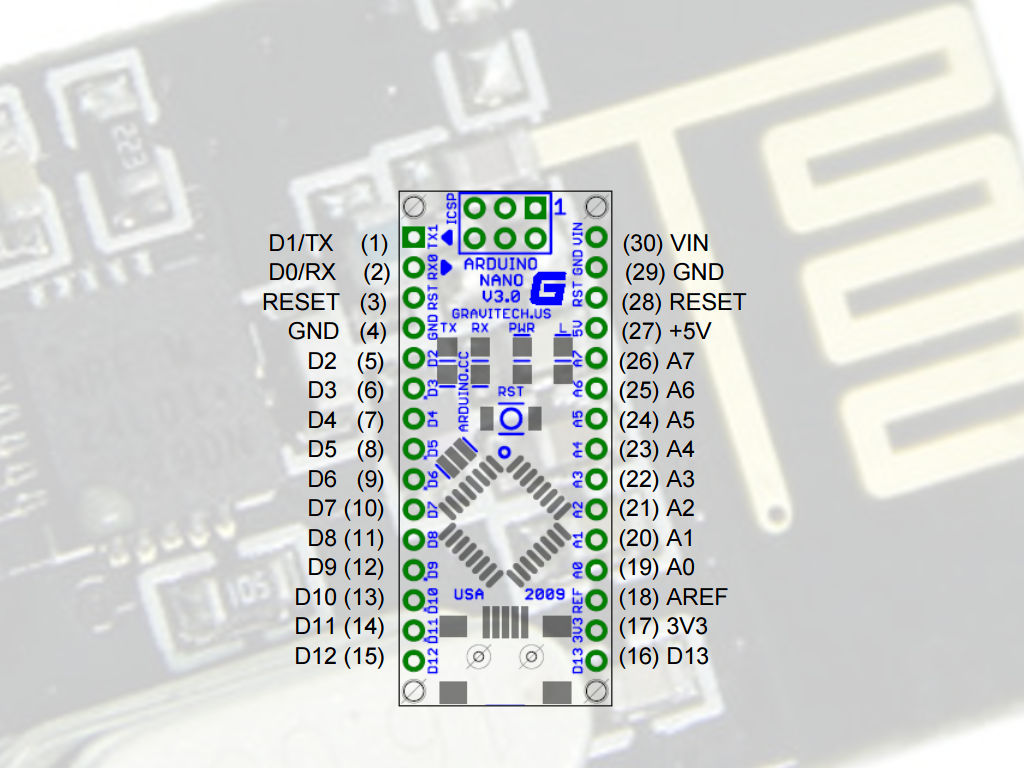 D1/TX (1)
D0/RX (2)
RESET (3)
GND (4)
D2 (5)
D3 (6)
D4 (7)
D5 (8)
D6 (9)
D7 (10)
D8 (11)
D9 (12)
D10 (13)
D11 (14)
D12 (15)
ICSP
1
TX1
RX0
RST
GND
D2
D3
D4
D5
D6
D7
D8
D9
D10
D11
D12
ARDUINO
NANO
V3.0
G
GRAVITECH.US
TX RX PWR L
ARDUINO.CC
RST
USA 2009
VIN
GND
RST
5V
A7
A6
A5
A4
A3
A2
A1
A0
REF
3V3
D13
(30) VIN
(29) GND
(28) RESET
(27) +5V
(26) A7
(25) A6
(24) A5
(23) A4
(22) A3
(21) A2
(20) A1
(19) A0
(18) AREF
(17) 3V3
(16) D13
223
105